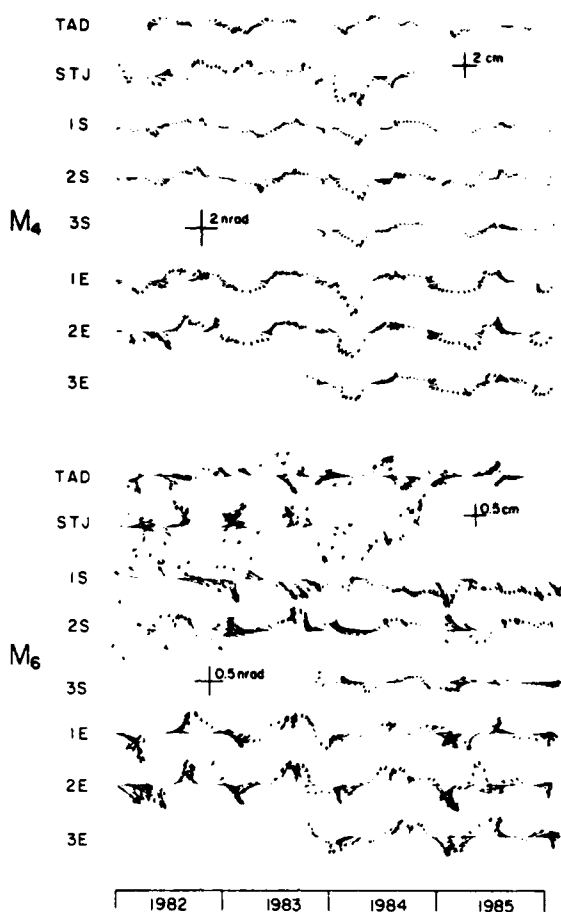 TAD
STJ
2 cm
1S
2S
M4
3S
2 nrad
1E
2E
3E
TAD
STJ
0.5 cm
1S
2S
M6
3S
0.5 nrad
1E
2E
3E
1982 1983 1984 1985